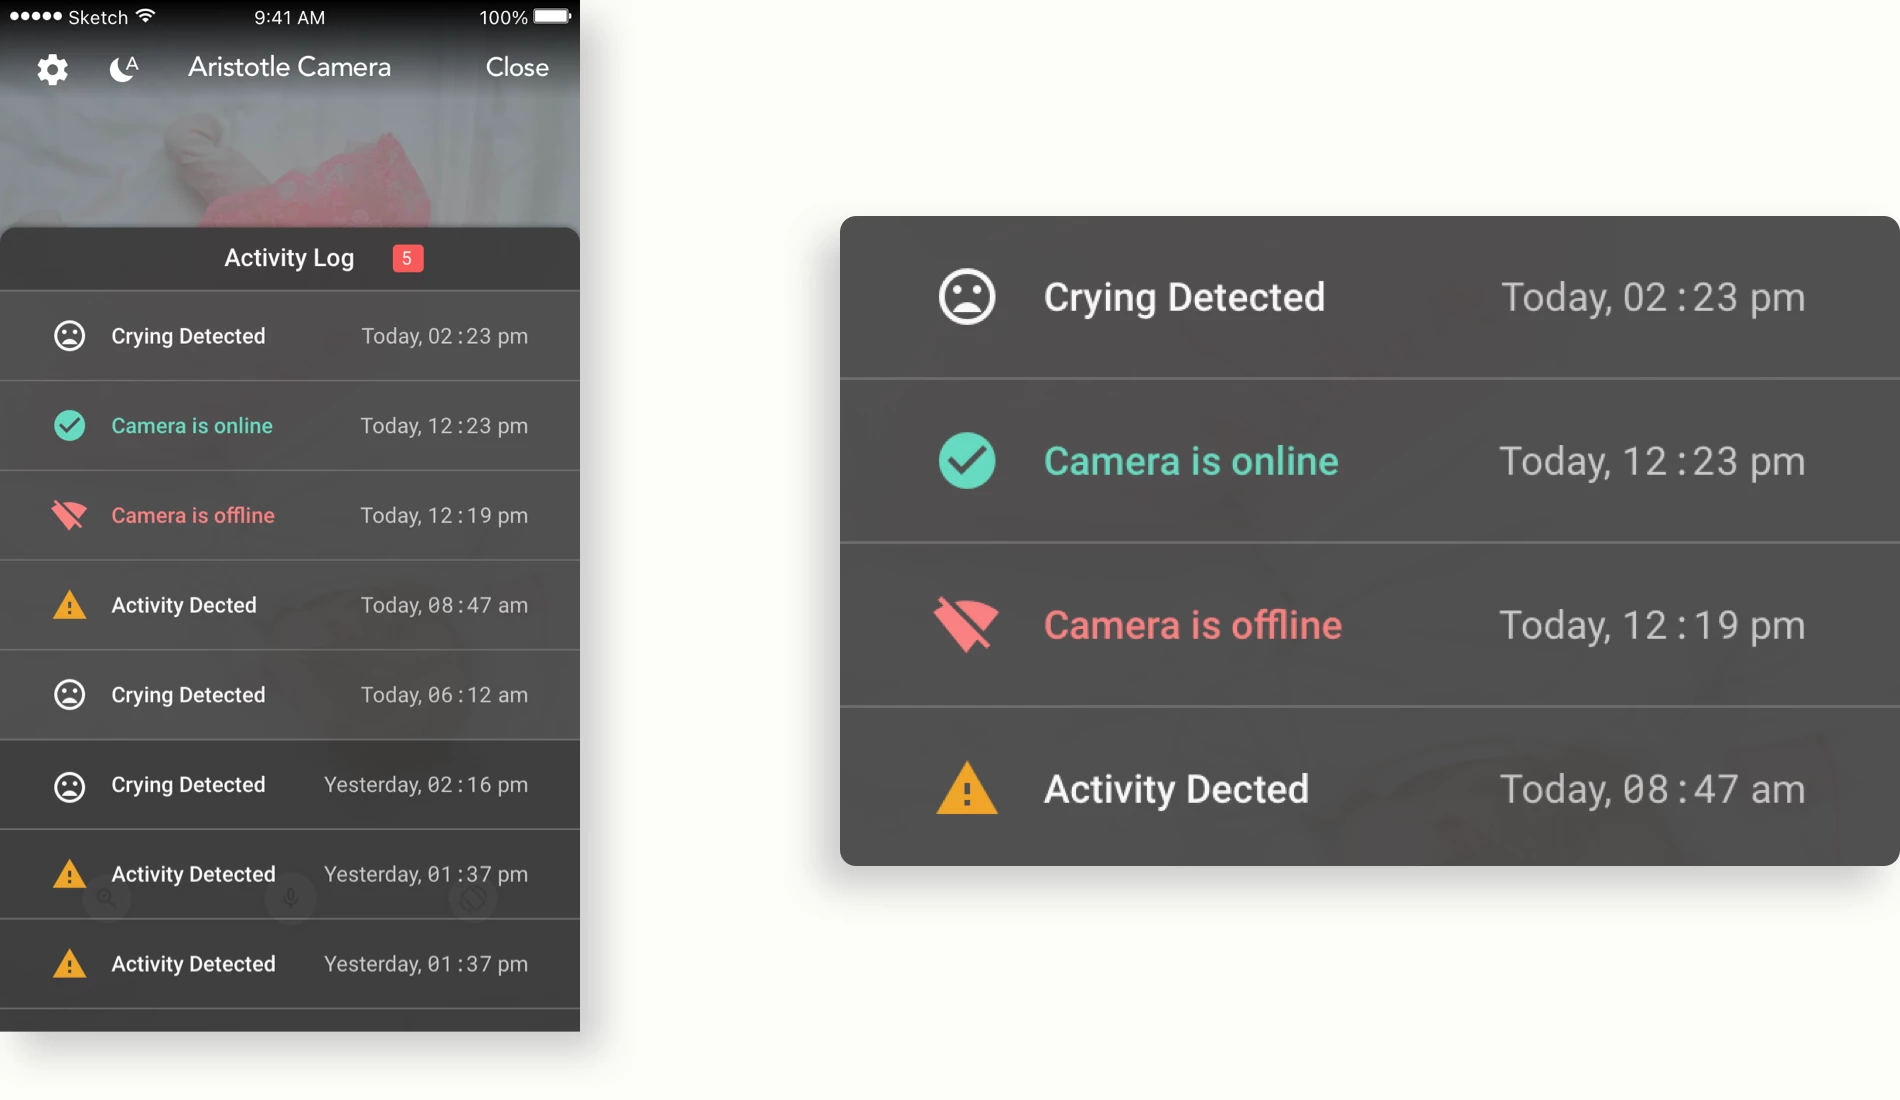 Sketch 9:41 AM 100%
A Aristotle Camera Close
Activity Log 5
Crying Detected Today, 02:23 pm
Camera is online Today, 12:23 pm
Camera is offline Today, 12:19 pm
Activity Dected Today, 08:47 am
Crying Detected Today, 06:12 am
Crying Detected Yesterday, 02:16 pm
Activity Detected Yesterday, 01:37 pm
Activity Detected Yesterday, 01:37 pm
Crying Detected Today, 02:23 pm
Camera is online Today, 12:23 pm
Camera is offline Today, 12:19 pm
Activity Dected Today, 08:47 am